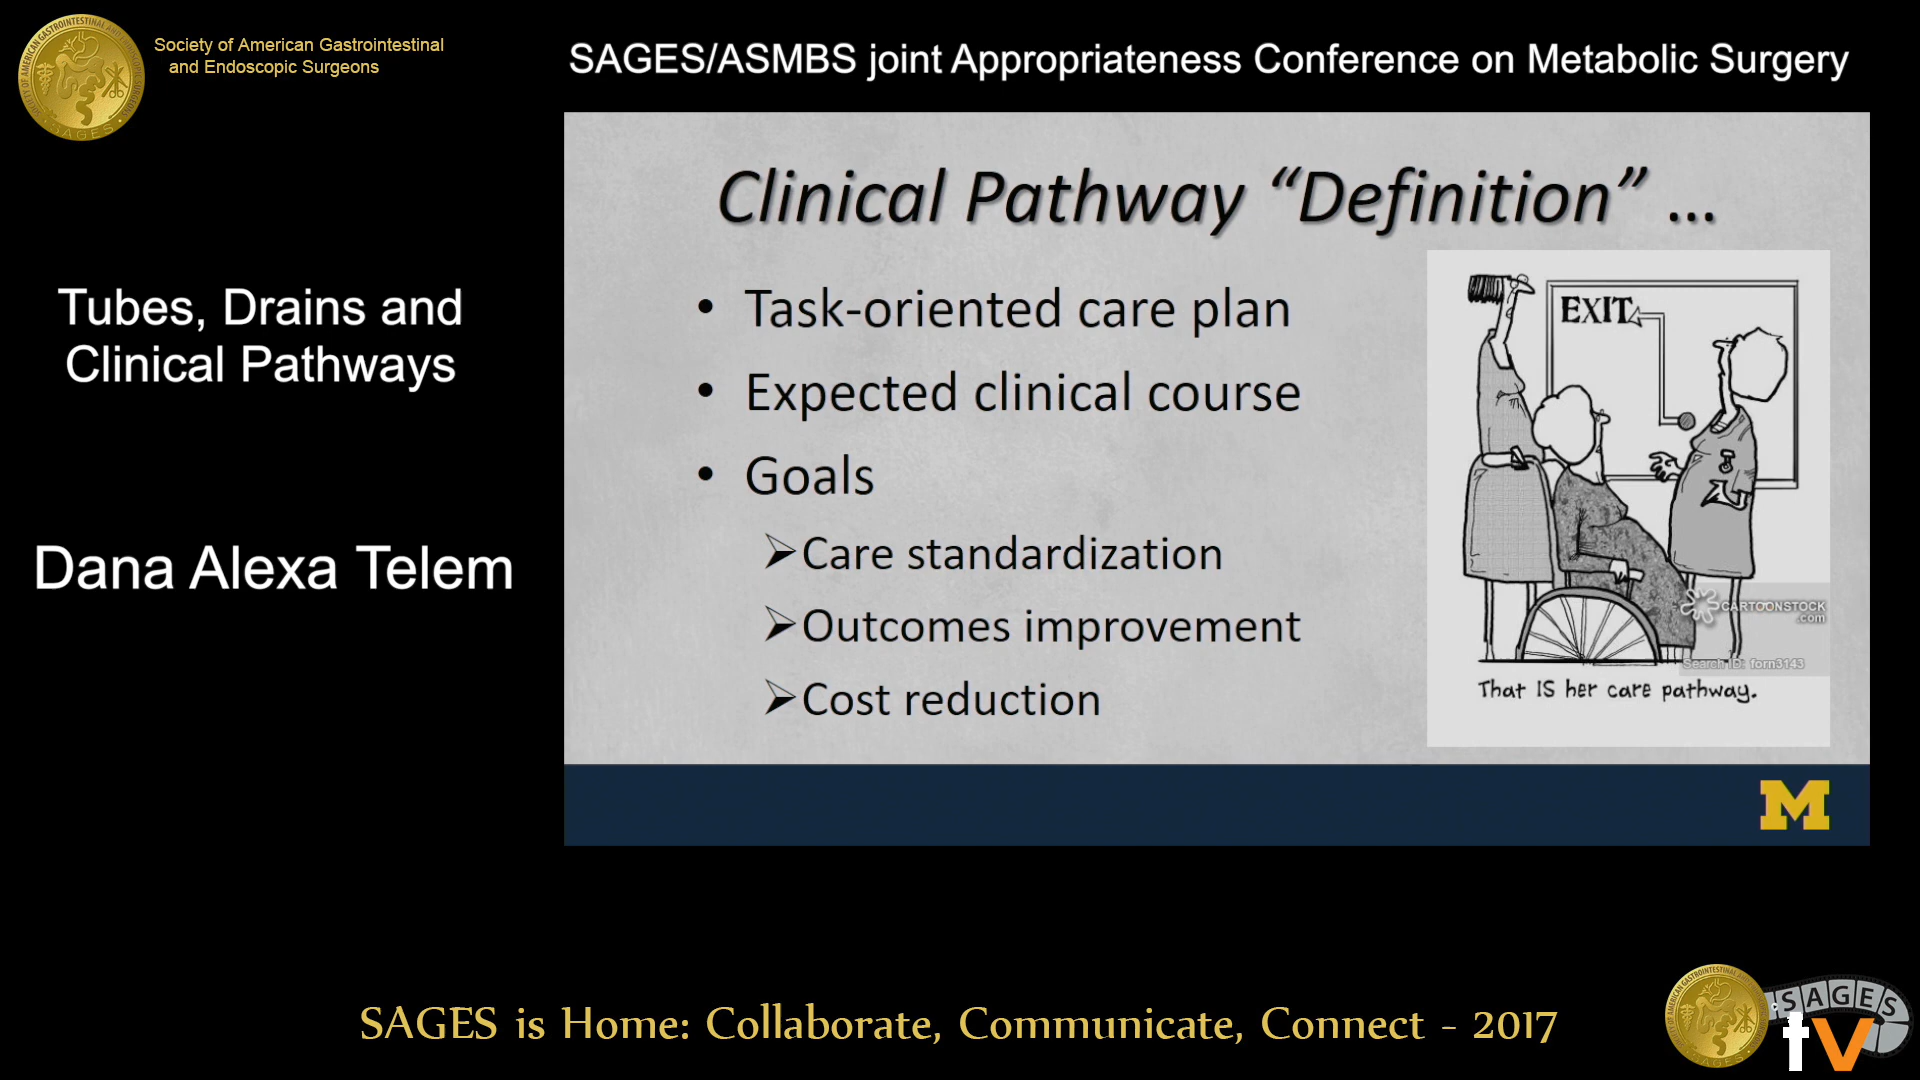 Society of American Gastrointestinal
and Endoscopic Surgeons
SAGES/ASMBS joint Appropriateness Conference on Metabolic Surgery
Tubes, Drains and
Clinical Pathways
Dana Alexa Telem
Clinical Pathway “Definition” ...
• Task-oriented care plan
• Expected clinical course
• Goals
➢Care standardization
➢Outcomes improvement
➢Cost reduction
EXIT
CARTOONSTOCK
.com
Search ID: forn3143
That IS her care pathway.
M
SAGES is Home: Collaborate, Communicate, Connect - 2017
SAGES
tv